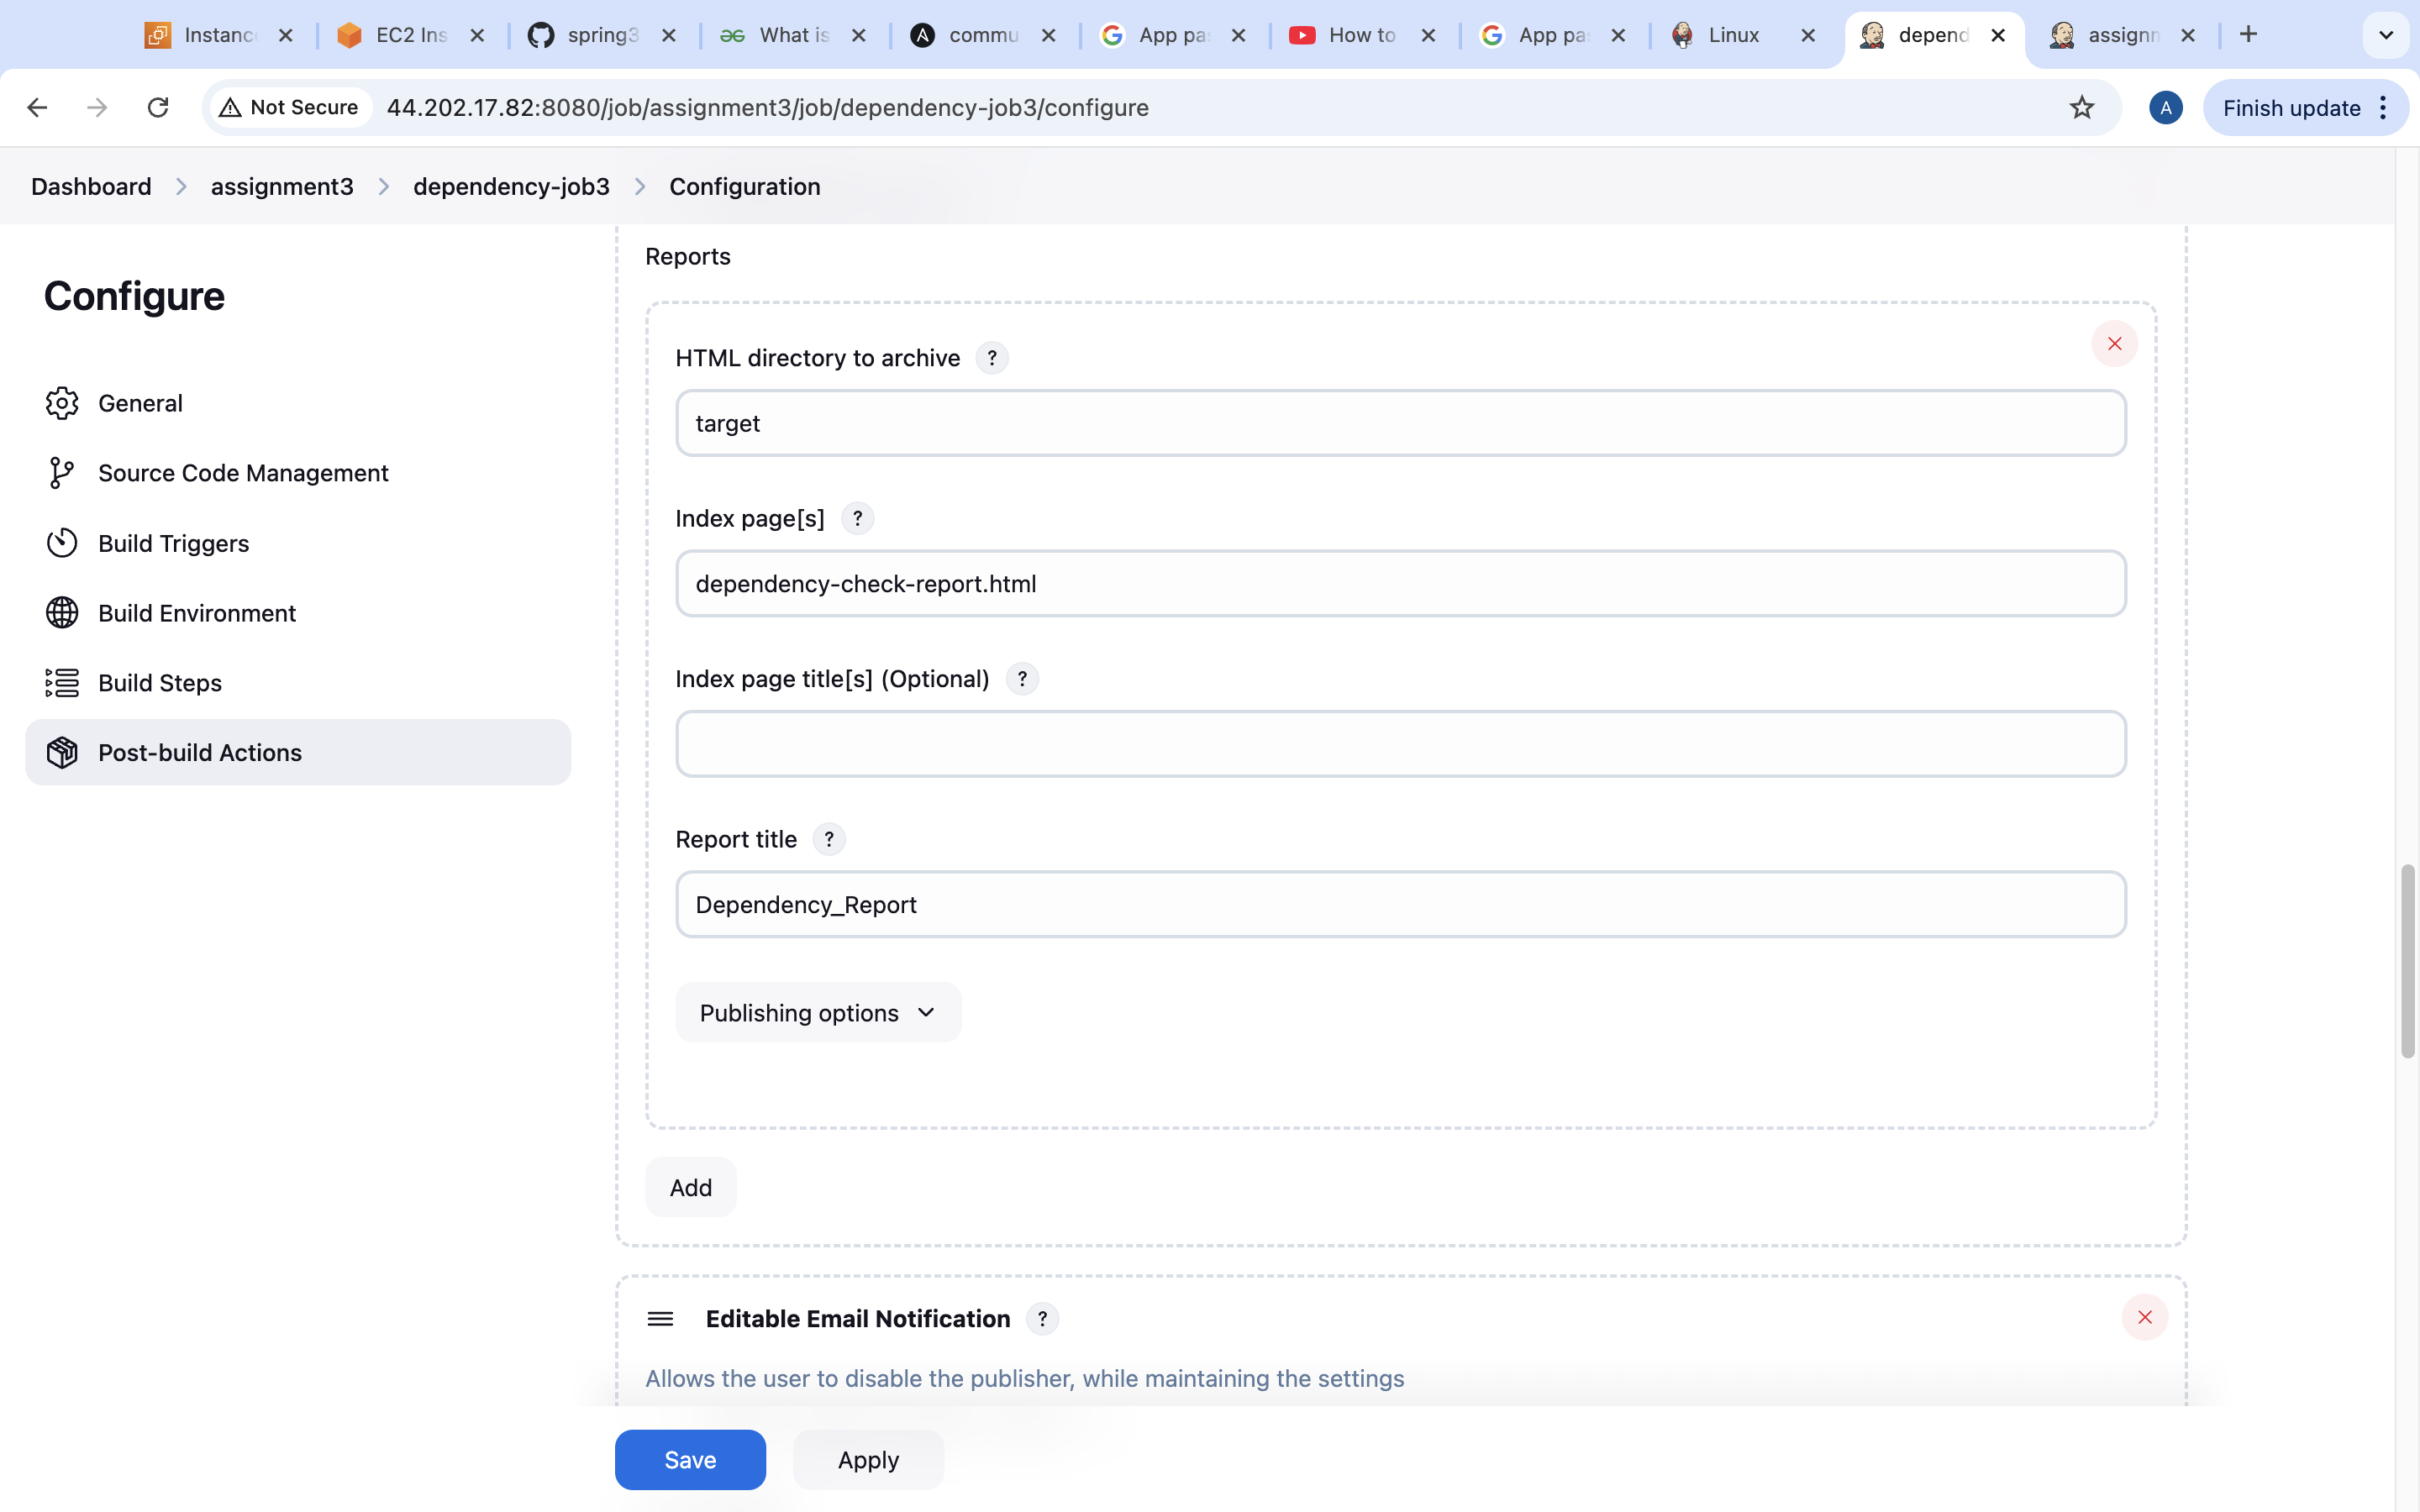 Instanc
EC2 Ins
spring3
What is
commu
App pa
How to
App pa
Linux
depend
assignn
Not Secure
44.202.17.82:8080/job/assignment3/job/dependency-job3/configure
A
Finish update
Dashboard > assignment3 > dependency-job3 > Configuration
Configure
General
Source Code Management
Build Triggers
Build Environment
Build Steps
Post-build Actions
Reports
HTML directory to archive ?
target
Index page[s] ?
dependency-check-report.html
Index page title[s] (Optional) ?
Report title ?
Dependency_Report
Publishing options
Add
Editable Email Notification ?
Allows the user to disable the publisher, while maintaining the settings
Save
Apply